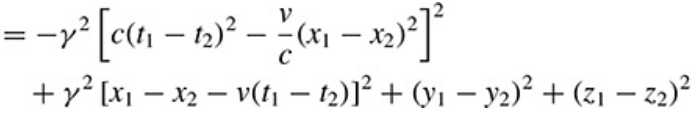 = −γ² [c(t₁ − t₂)² − v/c (x₁ − x₂)²]²
+ γ² [x₁ − x₂ − v(t₁ − t₂)]² + (y₁ − y₂)² + (z₁ − z₂)²